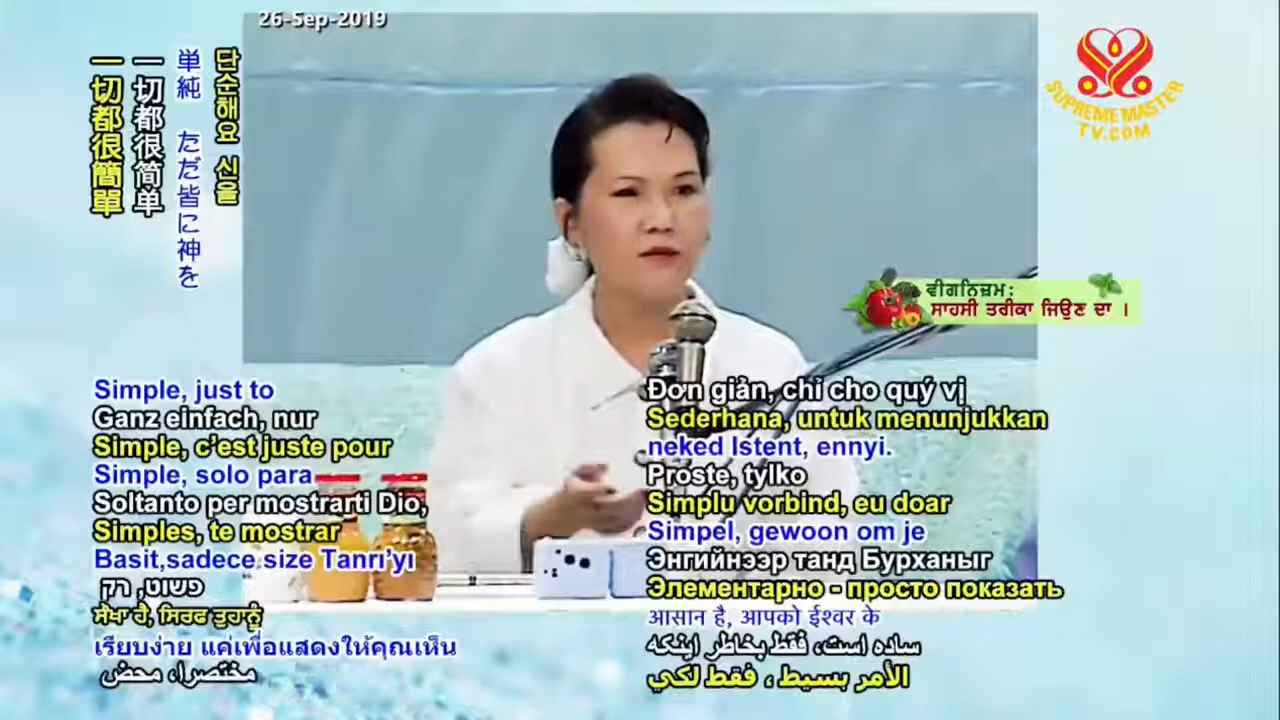 26-Sep-2019
SUPREME MASTER
TV.COM
단순해요 신을
単純 ただ皆に神を
一切都很简单
一切都很簡單
ਵੀਗਨਿਜ਼ਮ:
ਸਾਹਸੀ ਤਰੀਕਾ ਜਿਉਣ ਦਾ ।
Simple, just to
Ganz einfach, nur
Simple, c'est juste pour
Simple, solo para
Soltanto per mostrarti Dio,
Simples, te mostrar
Basit,sadece size Tanrı'yı
פשוט, רק
ਸੌਖਾ ਹੈ, ਸਿਰਫ ਤੁਹਾਨੂੰ
เรียบง่าย แค่เพื่อแสดงให้คุณเห็น
مختصرا، محض
Đơn giản, chỉ cho quý vị
Sederhana, untuk menunjukkan
neked Istent, ennyi.
Proste, tylko
Simplu vorbind, eu doar
Simpel, gewoon om je
Энгийнээр танд Бурханыг
Элементарно - просто показать
आसान है, आपको ईश्वर के
ساده است، فقط بخاطر اینکه
الأمر بسيط ، فقط لكي